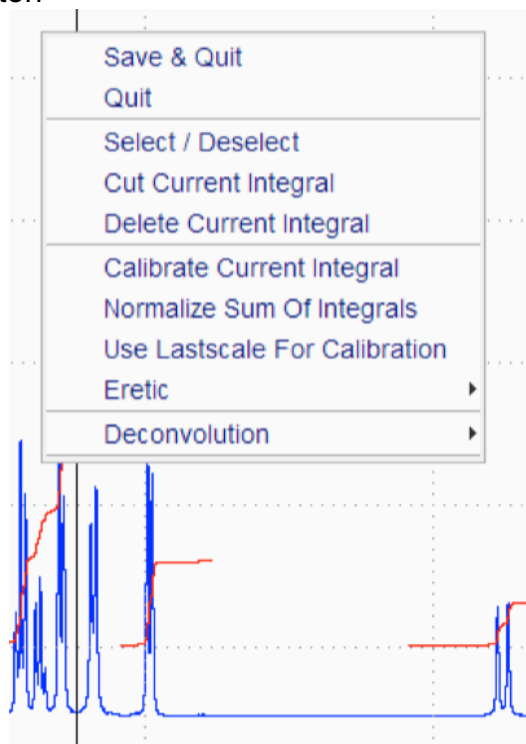 Save & Quit
Quit
Select / Deselect
Cut Current Integral
Delete Current Integral
Calibrate Current Integral
Normalize Sum Of Integrals
Use Lastscale For Calibration
Eretic
Deconvolution